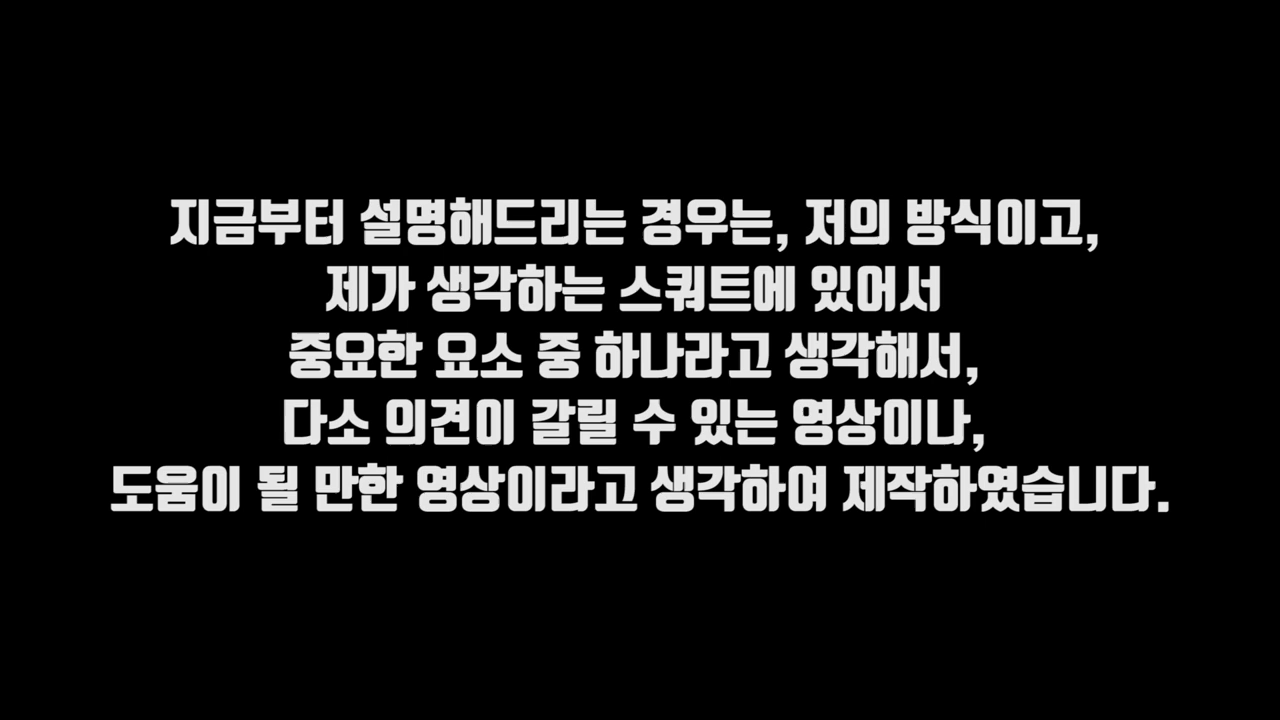 지금부터 설명해드리는 경우는, 저의 방식이고,
제가 생각하는 스쿼트에 있어서
중요한 요소 중 하나라고 생각해서,
다소 의견이 갈릴 수 있는 영상이나,
도움이 될 만한 영상이라고 생각하여 제작하였습니다.